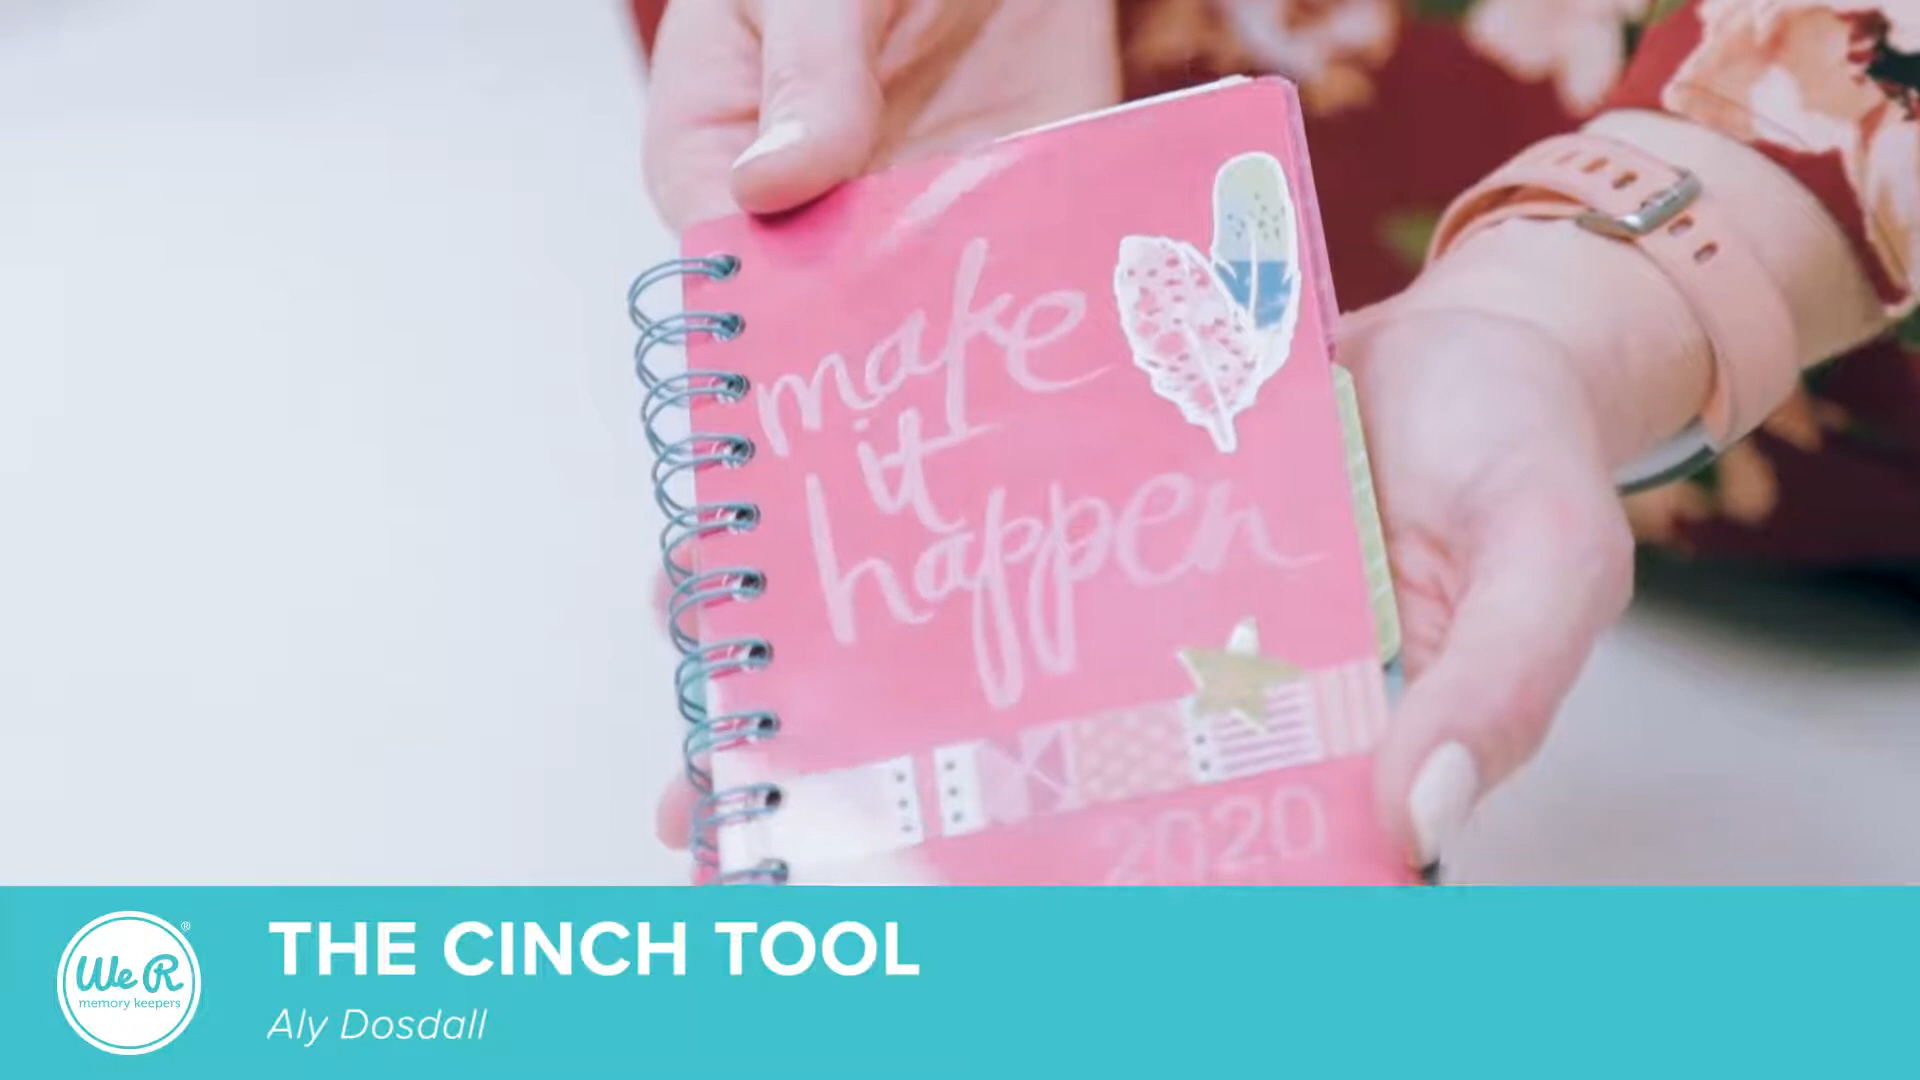 make
it
happen
2020
THE CINCH TOOL
Aly Dosdall
We R
®
memory keepers